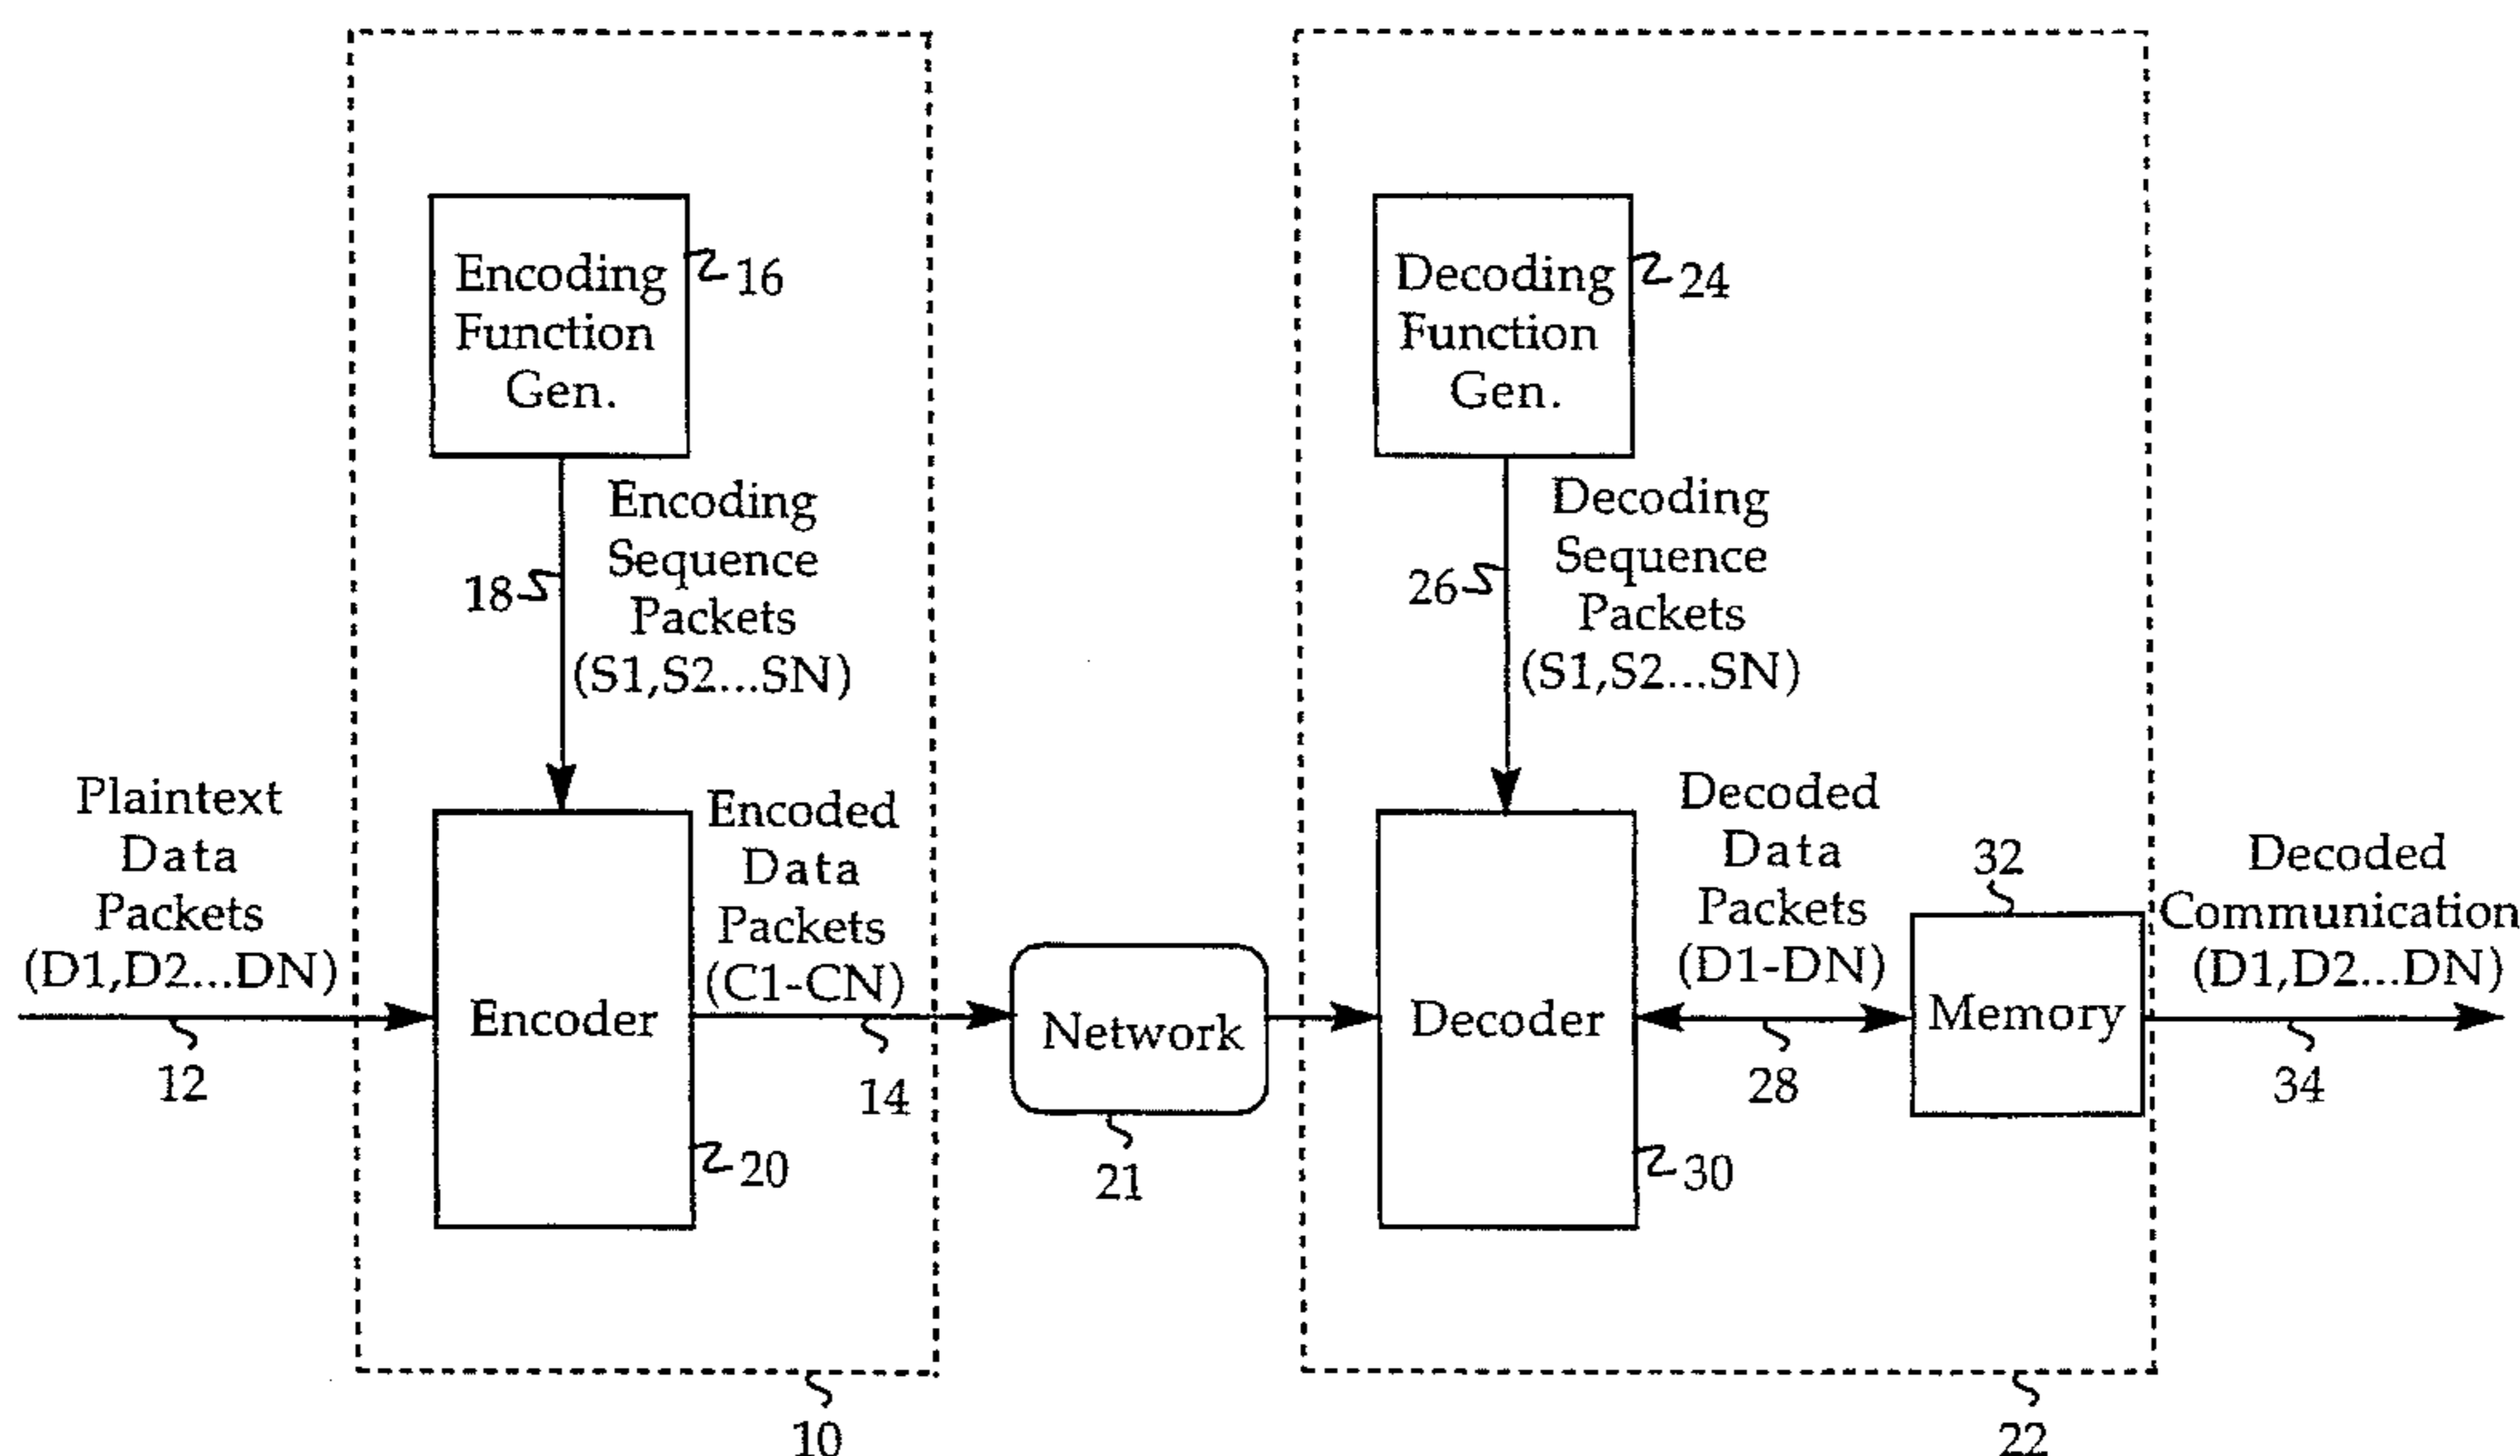 Encoding
Function
Gen.
16
Encoding
Sequence
Packets
(S1,S2...SN)
18
Plaintext
Data
Packets
(D1,D2...DN)
12
Encoder
20
Encoded
Data
Packets
(C1-CN)
14
10
Network
21
Decoding
Function
Gen.
24
Decoding
Sequence
Packets
(S1,S2...SN)
26
Decoder
30
Decoded
Data
Packets
(D1-DN)
28
32
Memory
Decoded
Communication
(D1,D2...DN)
34
22